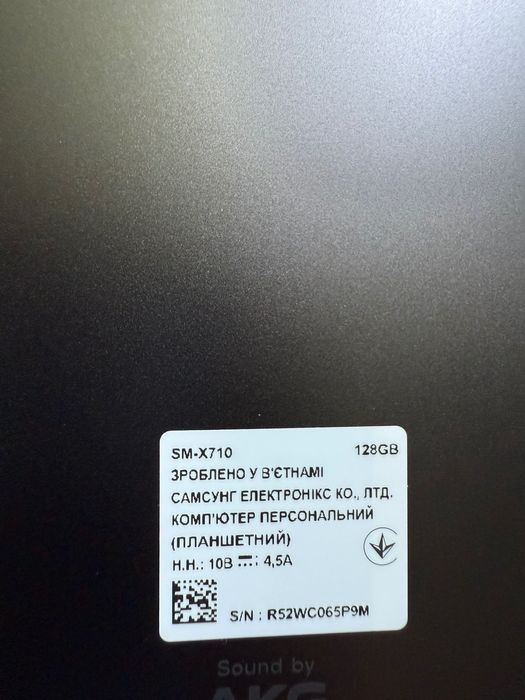 SM-X710 128GB
ЗРОБЛЕНО У В'ЄТНАМІ
САМСУНГ ЕЛЕКТРОНІКС КО., ЛТД.
КОМП'ЮТЕР ПЕРСОНАЛЬНИЙ
(ПЛАНШЕТНИЙ)
Н.Н.: 10В ⎓: 4,5А
S/N : R52WC065P9M
Sound by
AKG